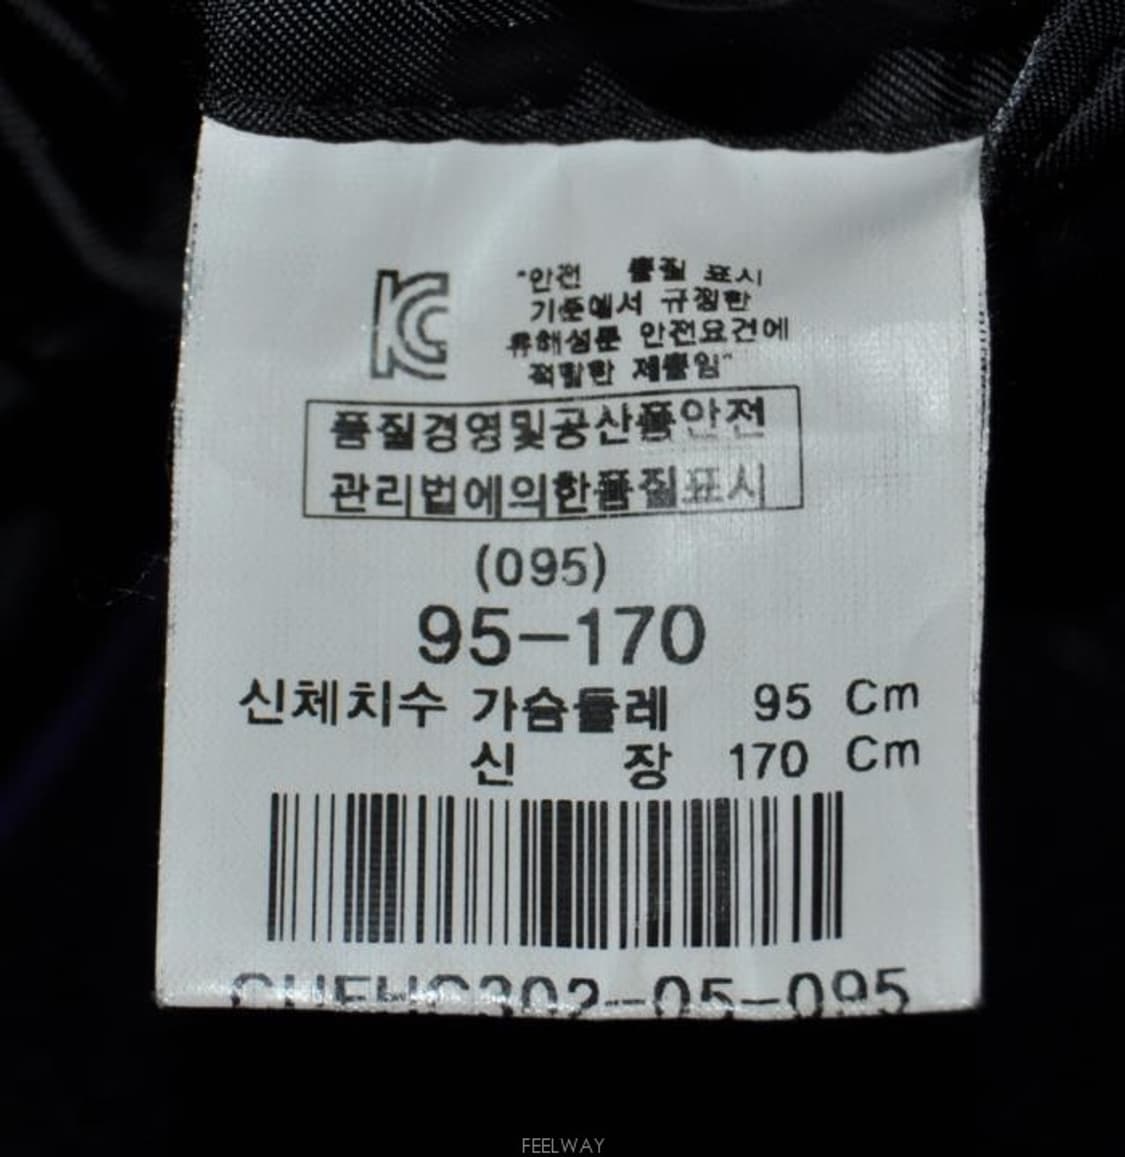 KC
"안전 품질 표시
기준에서 규정한
유해성분 안전요건에
적합한 제품임"
품질경영및공산품안전
관리법에의한품질표시
(095)
95-170
신체치수 가슴둘레 95 Cm
신 장 170 Cm
302-05-095
FEELWAY